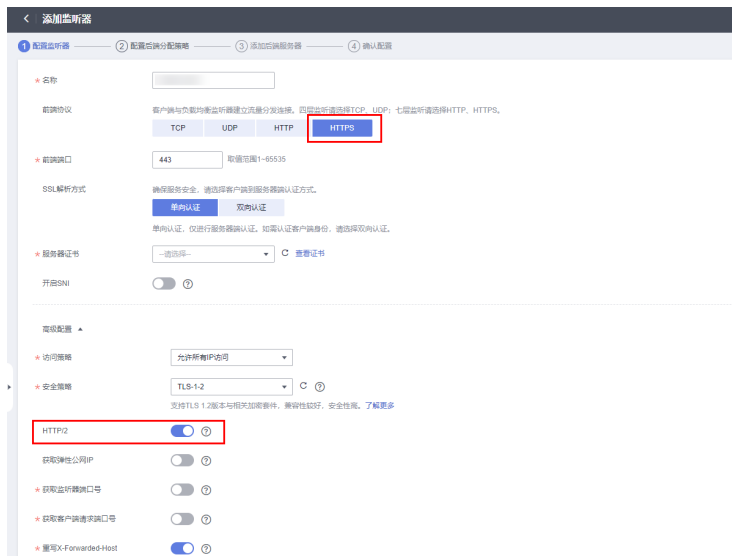 添加监听器
1 配置监听器 2 配置后端分配策略 3 添加后端服务器 4 确认配置
* 名称
前端协议 客户端与负载均衡监听器建立流量分发连接。四层监听请选择TCP、UDP；七层监听请选择HTTP、HTTPS。
TCP UDP HTTP HTTPS
* 前端端口 443 取值范围1~65535
SSL解析方式 确保服务安全，请选择客户端到服务器端认证方式。
单向认证 双向认证
单向认证，仅进行服务器端认证。如需认证客户端身份，请选择双向认证。
* 服务器证书 --请选择-- 查看证书
开启SNI ?
高级配置
* 访问策略 允许所有IP访问
* 安全策略 TLS-1-2 ?
支持TLS 1.2版本与相关加密套件，兼容性较好，安全性高。了解更多
HTTP/2 ?
获取弹性公网IP ?
* 获取监听器端口号 ?
* 获取客户端请求端口号 ?
* 重写X-Forwarded-Host ?